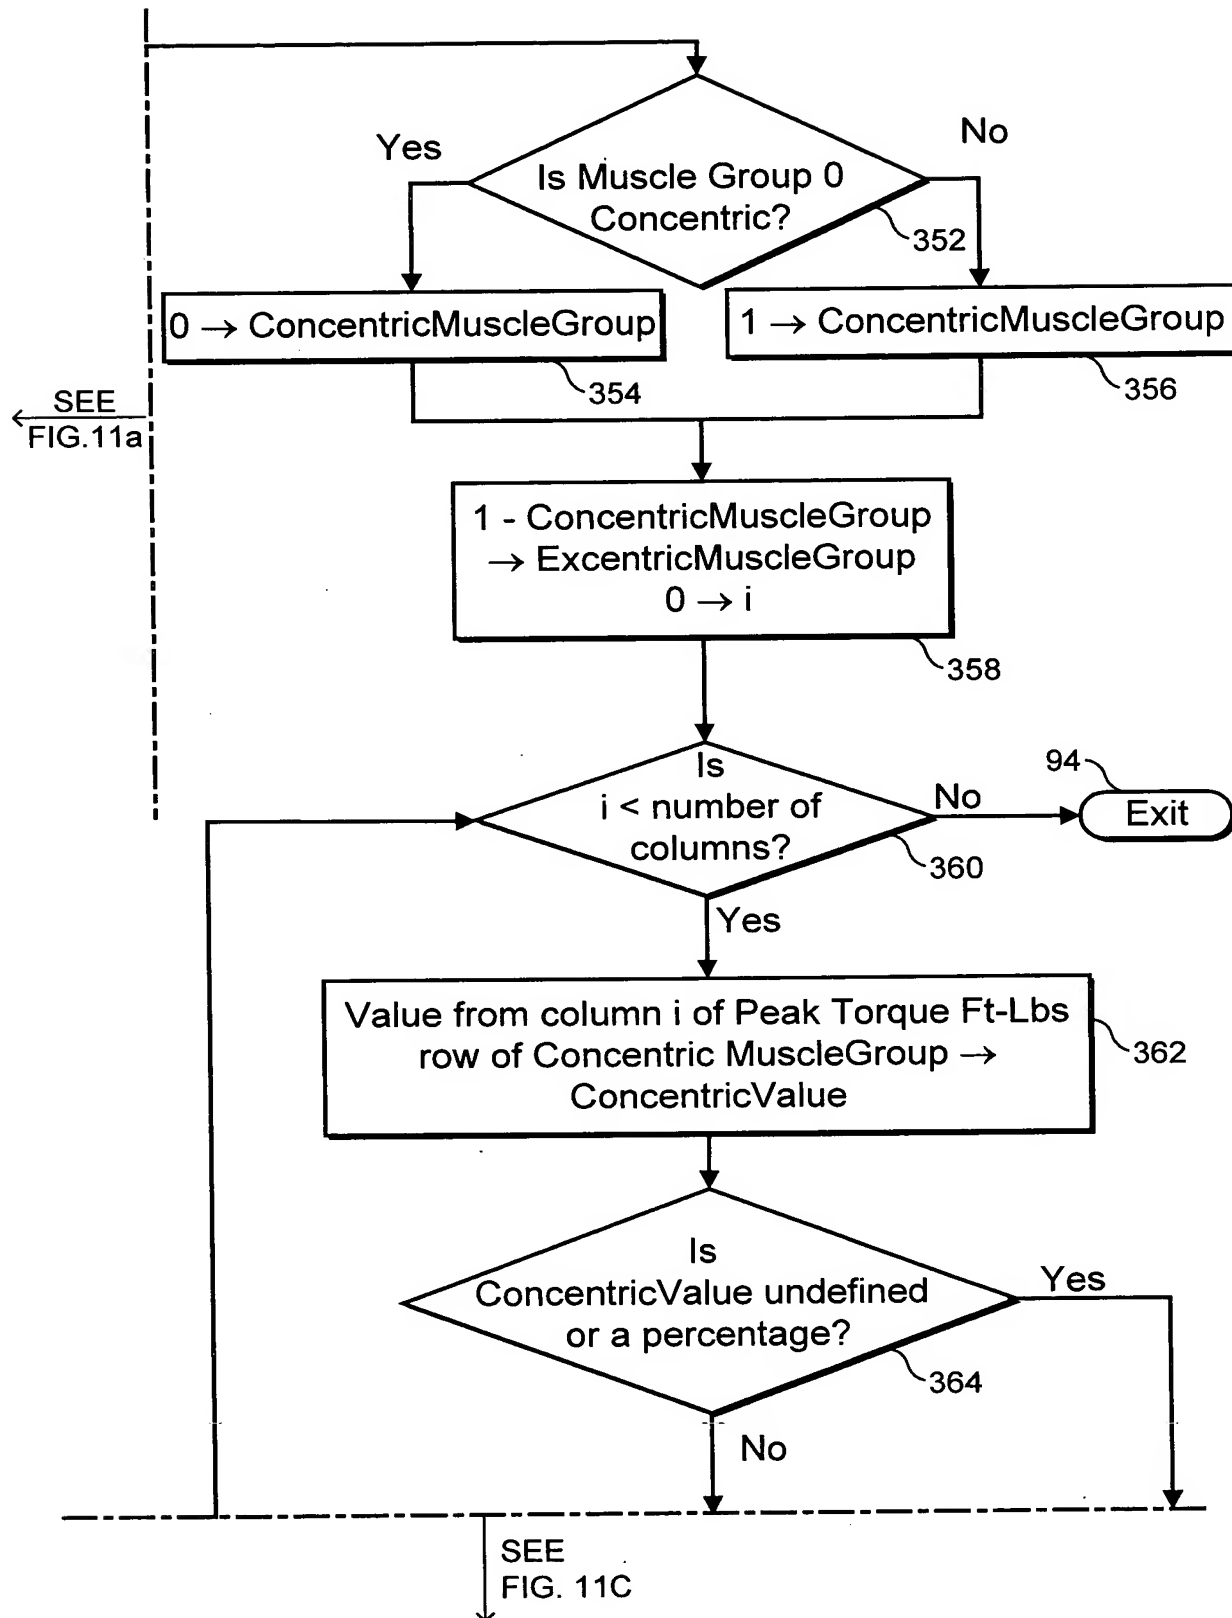 Yes
No
Is Muscle Group 0
Concentric?
352
0 → ConcentricMuscleGroup
1 → ConcentricMuscleGroup
354
356
SEE
FIG.11a
1 - ConcentricMuscleGroup
→ ExcentricMuscleGroup
0 → i
358
Is
i < number of
columns?
No
94
Exit
360
Yes
Value from column i of Peak Torque Ft-Lbs
row of Concentric MuscleGroup →
ConcentricValue
362
Is
ConcentricValue undefined
or a percentage?
Yes
364
No
SEE
FIG. 11C